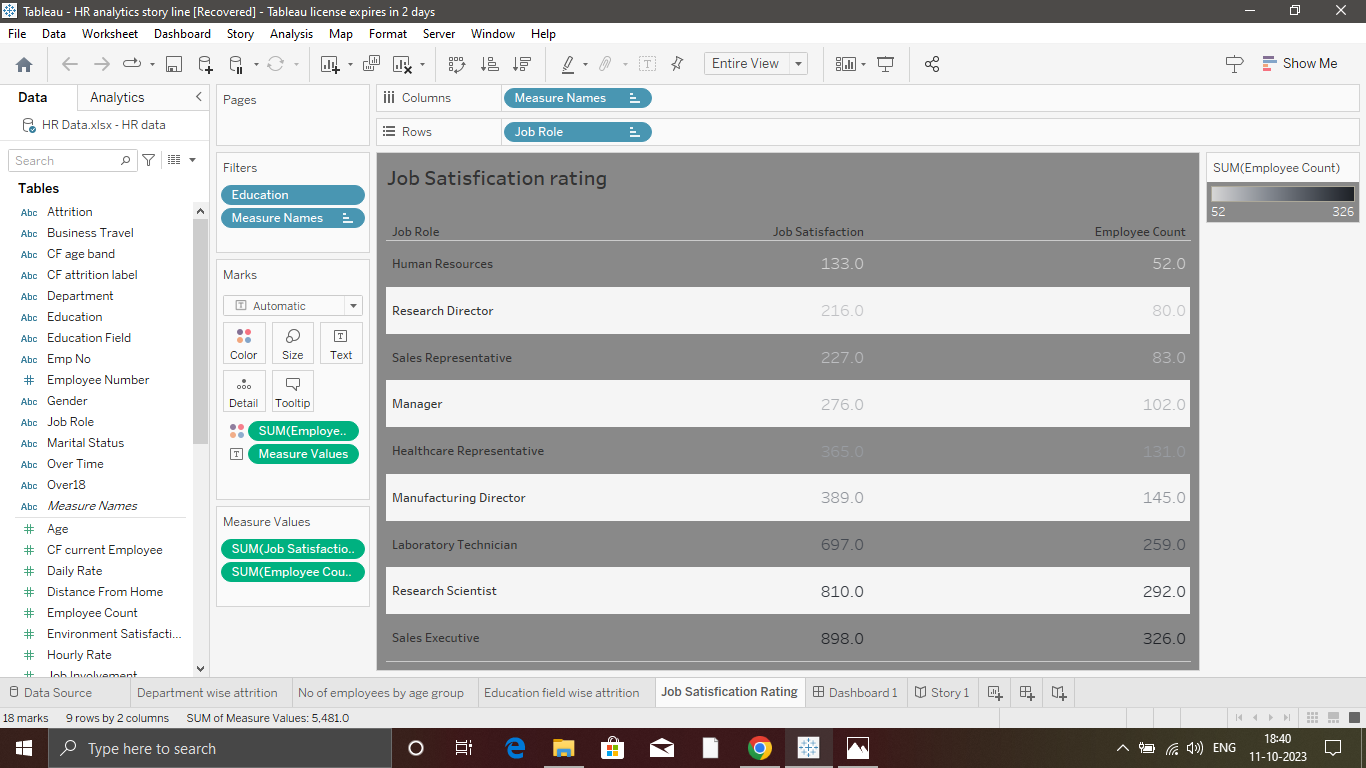 Tableau - HR analytics story line [Recovered] - Tableau license expires in 2 days
File Data Worksheet Dashboard Story Analysis Map Format Server Window Help
Entire View
Show Me
Data Analytics
HR Data.xlsx - HR data
Search
Tables
Abc Attrition
Abc Business Travel
Abc CF age band
Abc CF attrition label
Abc Department
Abc Education
Abc Education Field
Abc Emp No
# Employee Number
Abc Gender
Abc Job Role
Abc Marital Status
Abc Over Time
Abc Over18
Abc Measure Names
# Age
# CF current Employee
# Daily Rate
# Distance From Home
# Employee Count
# Environment Satisfacti...
# Hourly Rate
# Job Involvement
Pages
Filters
Education
Measure Names
Marks
T Automatic
Color Size Text
Detail Tooltip
SUM(Employe..
T Measure Values
Measure Values
SUM(Job Satisfactio..
SUM(Employee Cou..
Columns Measure Names
Rows Job Role
Job Satisfication rating
Job Role Job Satisfaction Employee Count
Human Resources 133.0 52.0
Research Director 216.0 80.0
Sales Representative 227.0 83.0
Manager 276.0 102.0
Healthcare Representative 365.0 131.0
Manufacturing Director 389.0 145.0
Laboratory Technician 697.0 259.0
Research Scientist 810.0 292.0
Sales Executive 898.0 326.0
SUM(Employee Count)
52 326
Data Source Department wise attrition No of employees by age group Education field wise attrition Job Satisfication Rating Dashboard 1 Story 1
18 marks 9 rows by 2 columns SUM of Measure Values: 5,481.0
Type here to search
ENG
18:40
11-10-2023